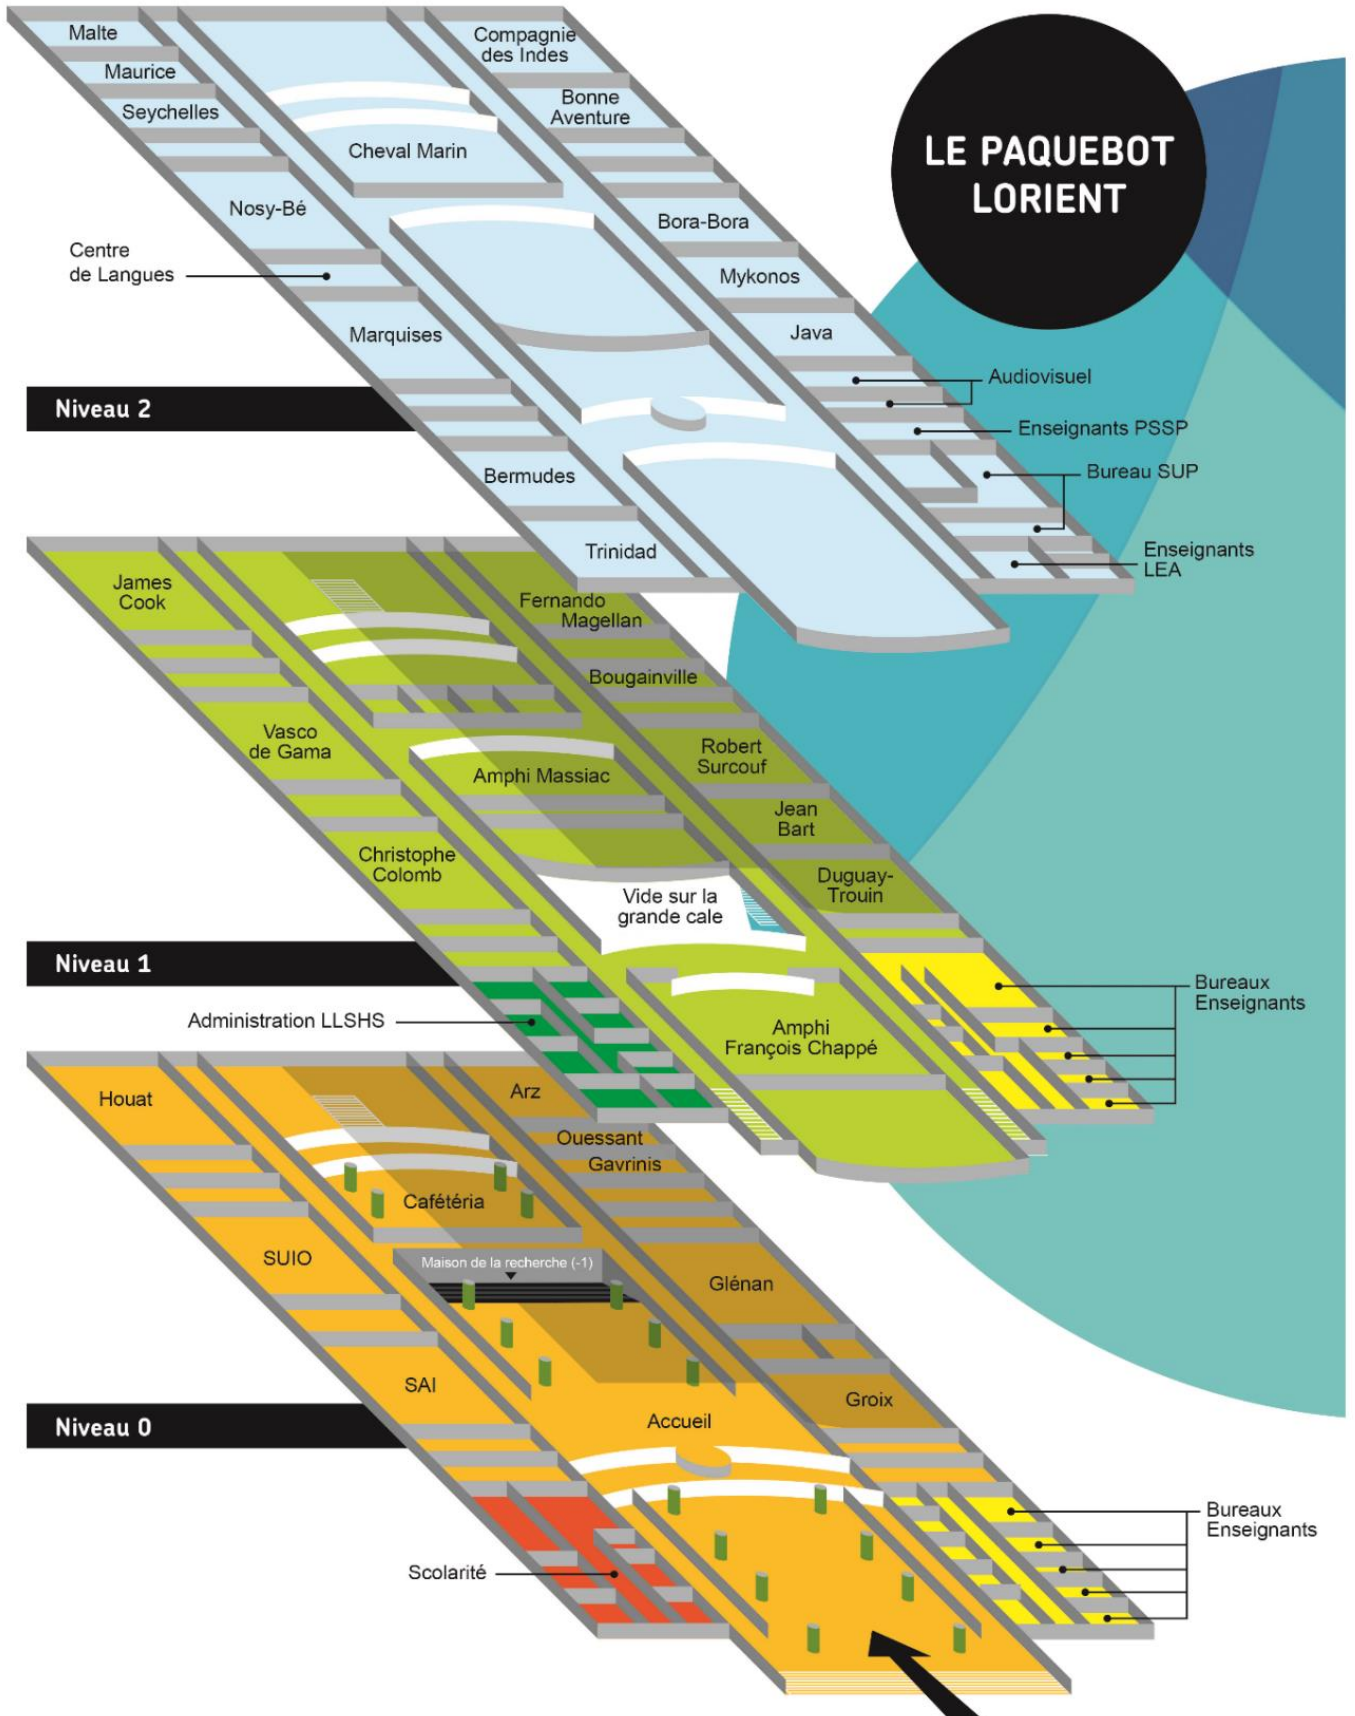 LE PAQUEBOT
LORIENT
Malte
Maurice
Seychelles
Nosy-Bé
Centre
de Langues
Marquises
Bermudes
Trinidad
Cheval Marin
Compagnie
des Indes
Bonne
Aventure
Bora-Bora
Mykonos
Java
Audiovisuel
Enseignants PSSP
Bureau SUP
Enseignants
LEA
Niveau 2
James
Cook
Vasco
de Gama
Christophe
Colomb
Administration LLSHS
Amphi Massiac
Vide sur la
grande cale
Amphi
François Chappé
Fernando
Magellan
Bougainville
Robert
Surcouf
Jean
Bart
Duguay-
Trouin
Bureaux
Enseignants
Niveau 1
Houat
SUIO
SAI
Scolarité
Cafétéria
Maison de la recherche (-1)
Accueil
Arz
Ouessant
Gavrinis
Glénan
Groix
Bureaux
Enseignants
Niveau 0